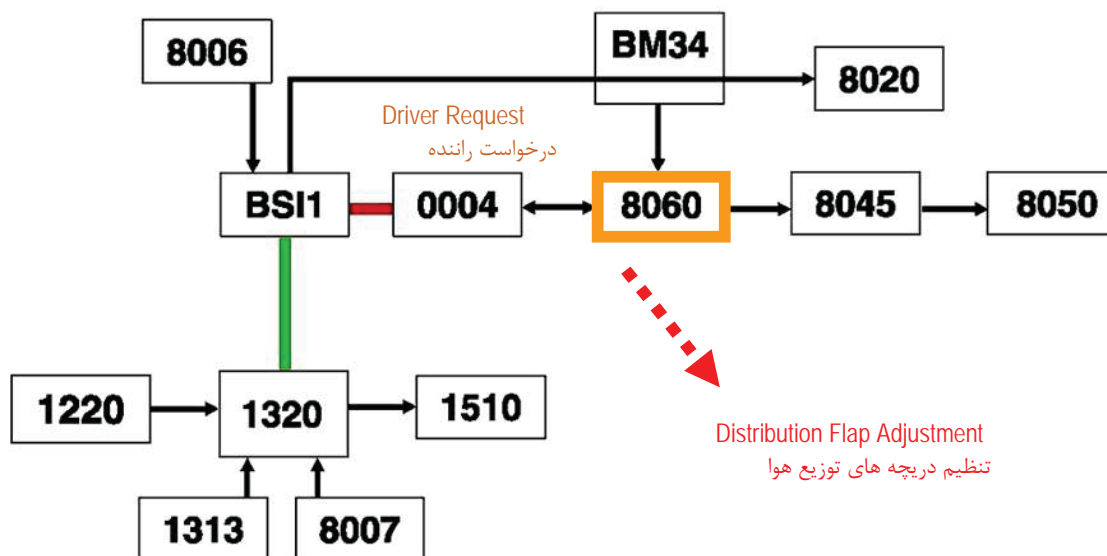 8006
BM34
8020
Driver Request
درخواست راننده
BSI1
0004
8060
8045
8050
1220
1320
1510
Distribution Flap Adjustment
تنظیم دریچه های توزیع هوا
1313
8007